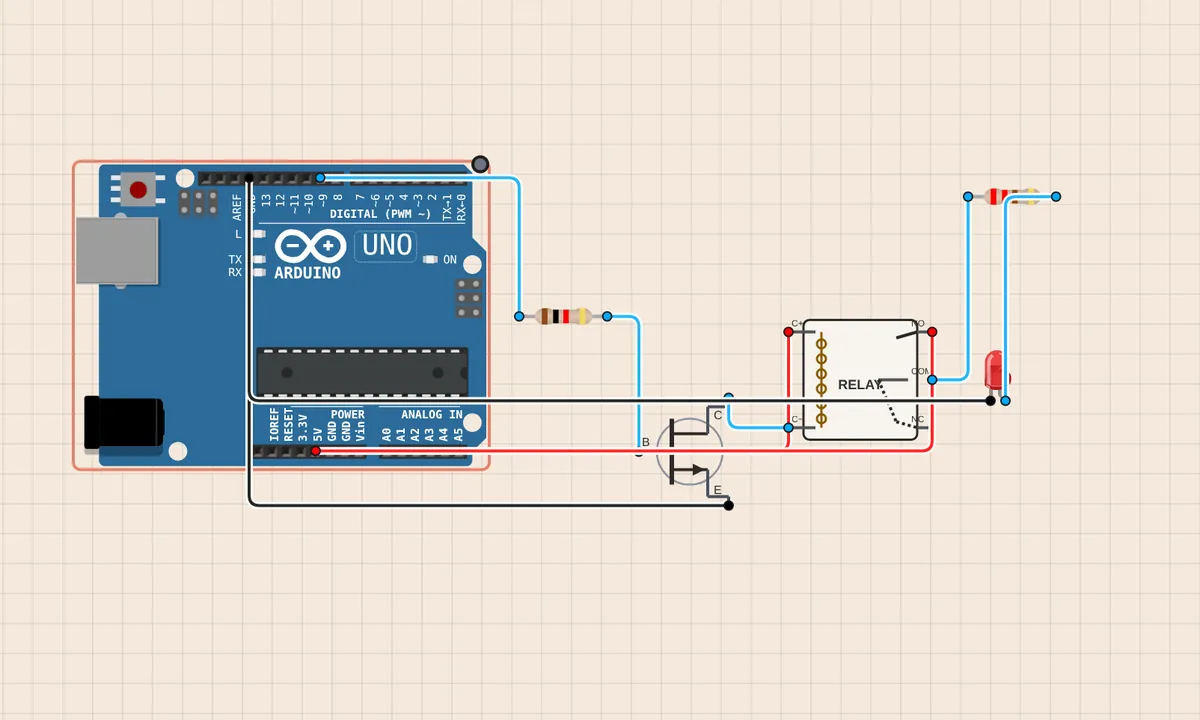 AREF
GND
13
12
~11
~10
~9
8
7
~6
~5
4
~3
2
TX→1
RX←0
DIGITAL (PWM ~)
L
TX
RX
UNO
ON
ARDUINO
IOREF
RESET
3.3V
5V
GND
GND
Vin
POWER
ANALOG IN
A0
A1
A2
A3
A4
A5
B
C
E
C+
C-
RELAY
NO
COM
NC